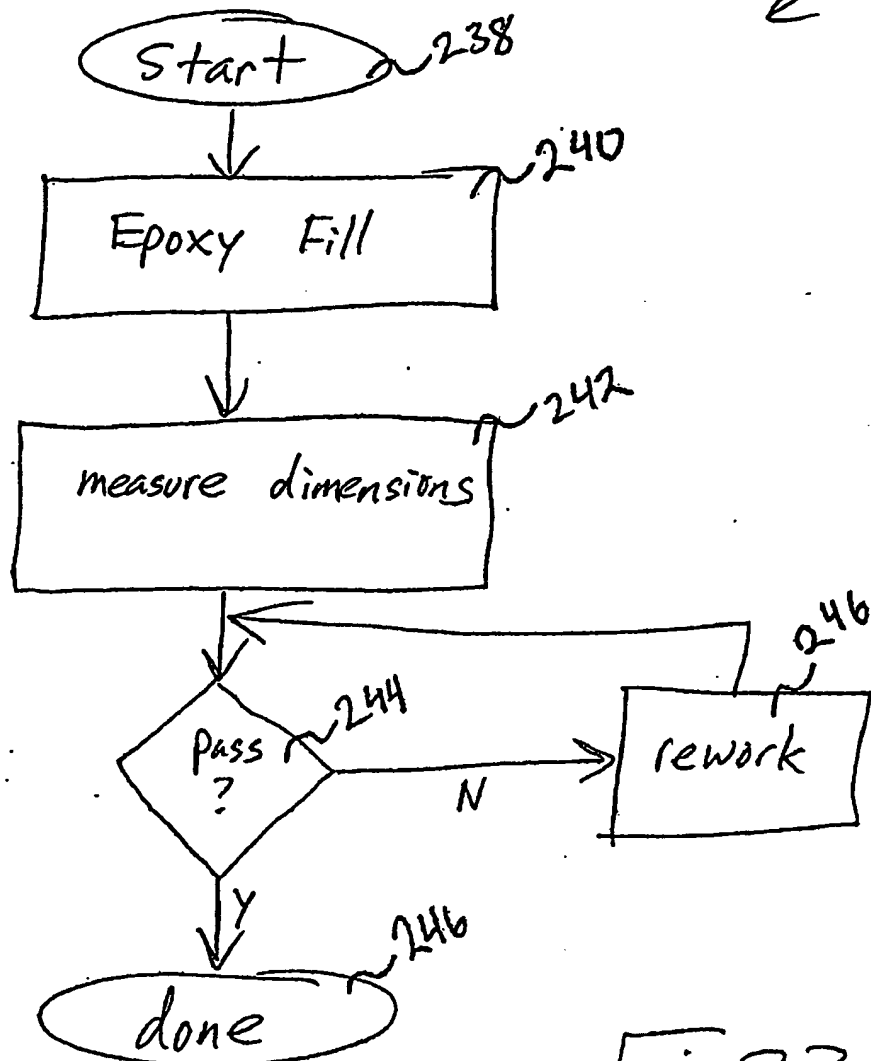 Start
238
240
Epoxy Fill
242
measure dimensions
244
Pass
?
N
246
rework
Y
246
done